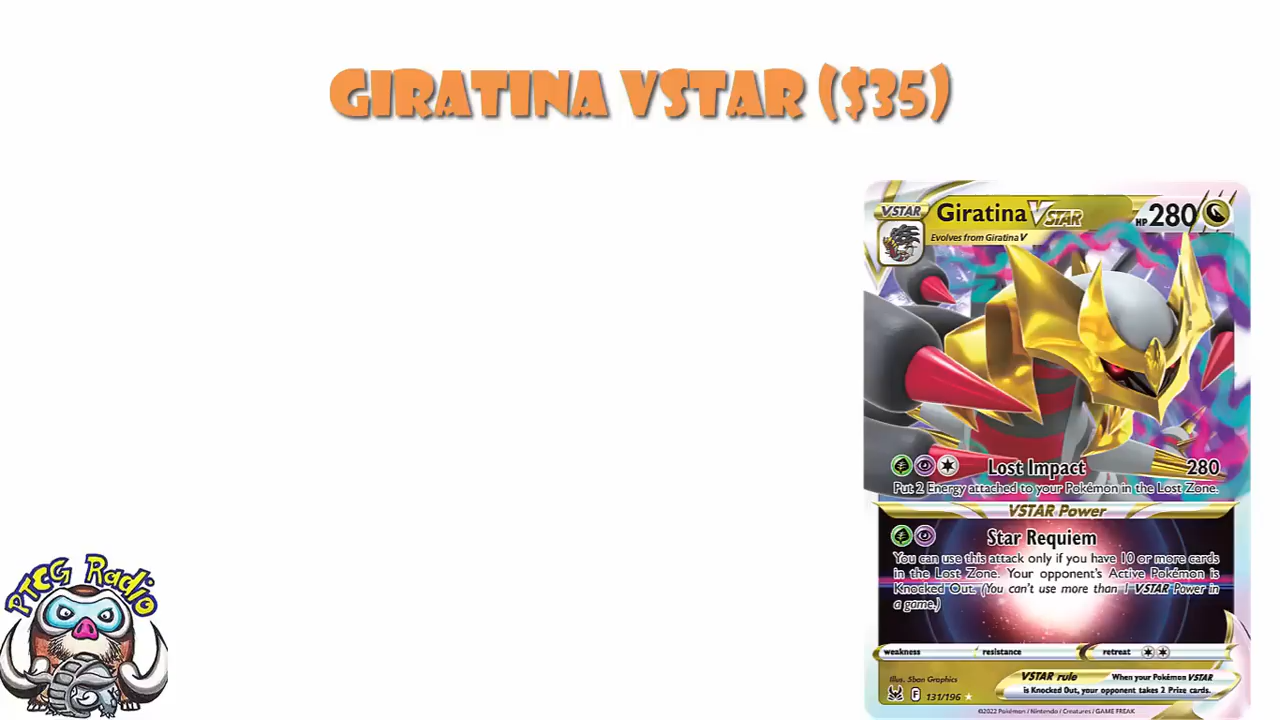 GIRATINA VSTAR ($35)
VSTAR Giratina VSTAR HP 280
Evolves from Giratina V
Lost Impact 280
Put 2 Energy attached to your Pokémon in the Lost Zone.
VSTAR Power
Star Requiem
You can use this attack only if you have 10 or more cards
in the Lost Zone. Your opponent's Active Pokémon is
Knocked Out. (You can't use more than 1 VSTAR Power in
a game.)
weakness resistance retreat
Illus. 5ban Graphics
F 131/196 ★
VSTAR rule When your Pokémon VSTAR
is Knocked Out, your opponent takes 2 Prize cards.
©2022 Pokémon / Nintendo / Creatures / GAME FREAK
PTCG Radio